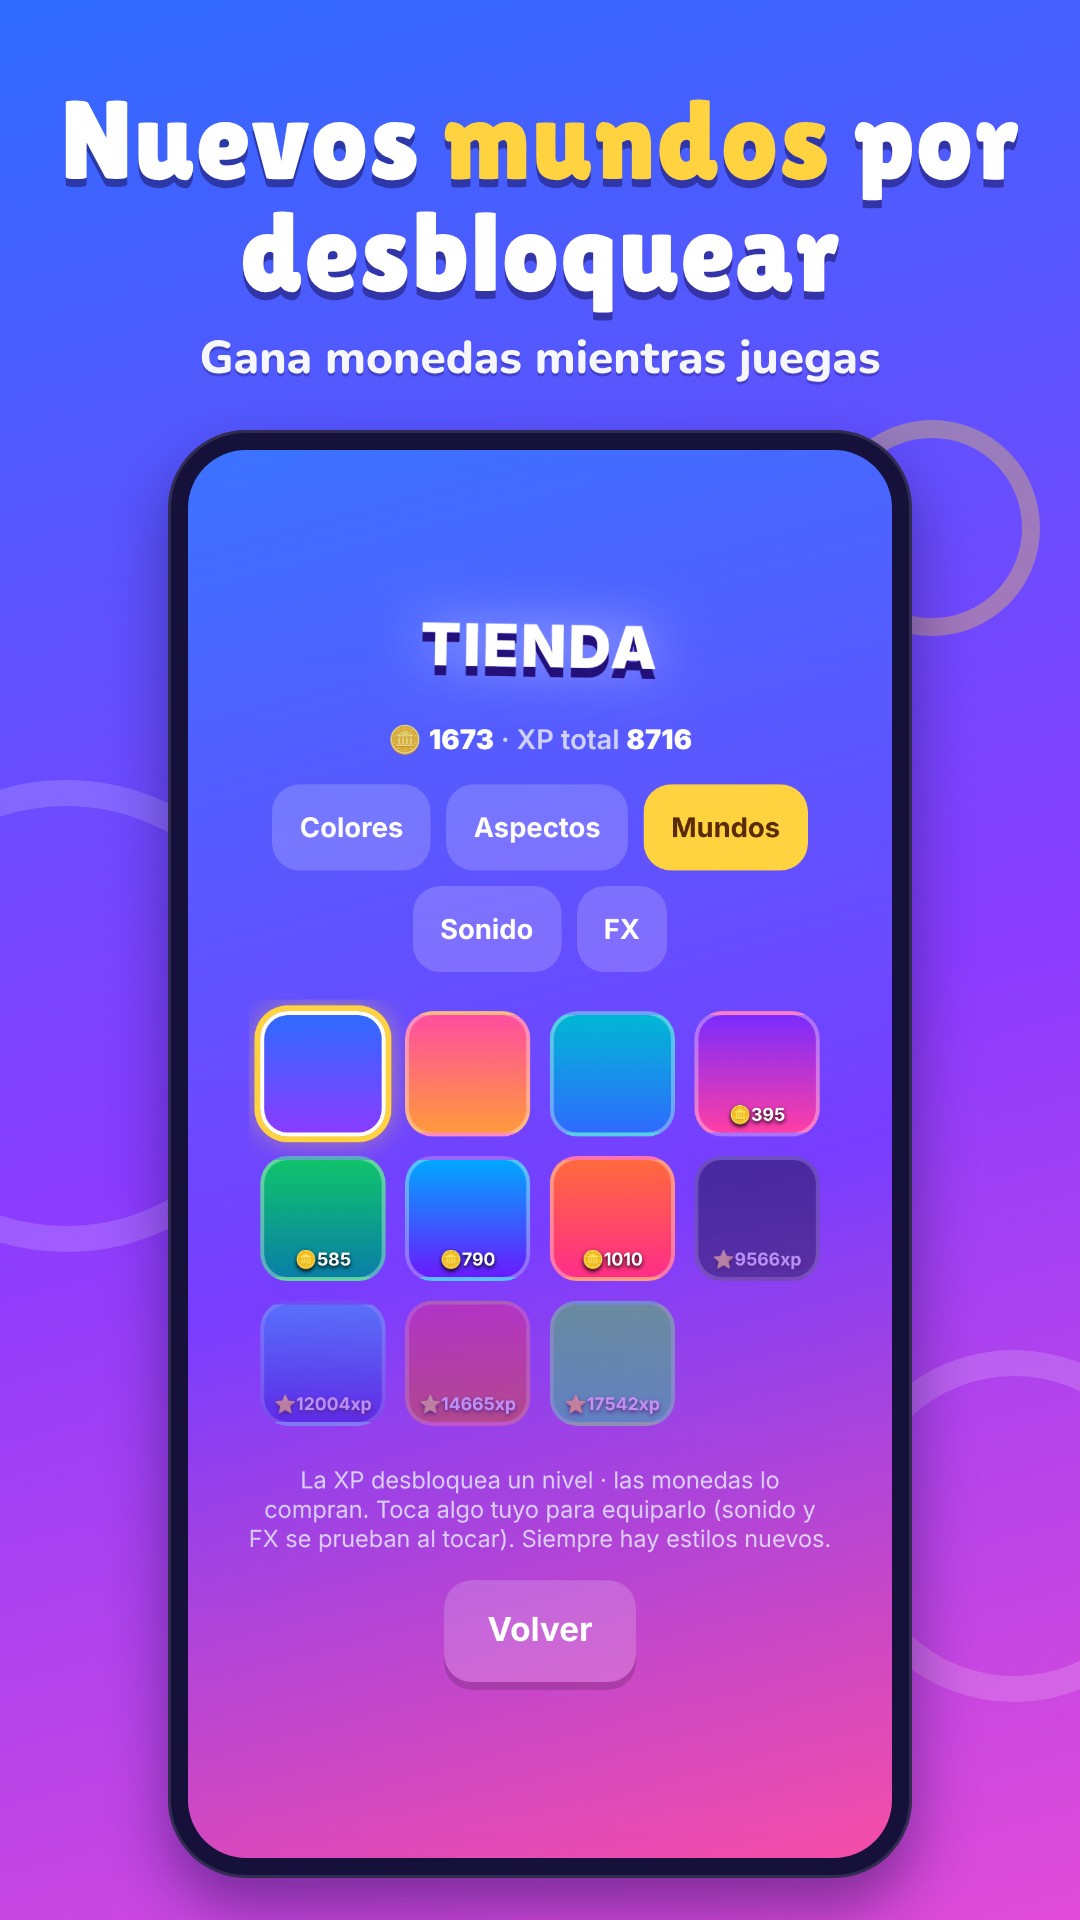 Nuevos mundos por
desbloquear
Gana monedas mientras juegas
TIENDA
1673 · XP total 8716
Colores Aspectos Mundos
Sonido FX
395
585 790 1010 9566xp
12004xp 14665xp 17542xp
La XP desbloquea un nivel · las monedas lo
compran. Toca algo tuyo para equiparlo (sonido y
FX se prueban al tocar). Siempre hay estilos nuevos.
Volver